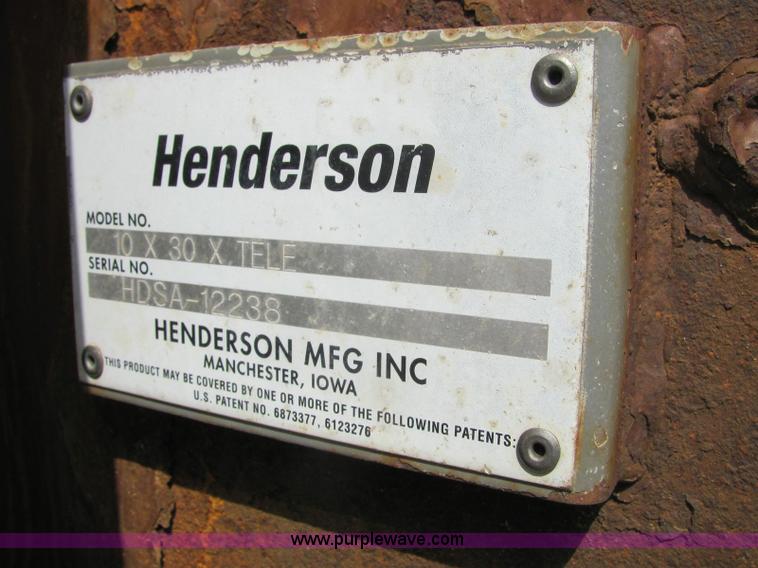 Henderson
MODEL NO.
10 X 30 X TELE
SERIAL NO.
HDSA-12238
HENDERSON MFG INC
MANCHESTER, IOWA
THIS PRODUCT MAY BE COVERED BY ONE OR MORE OF THE FOLLOWING PATENTS:
U.S. PATENT NO. 6873377, 6123276
www.purplewave.com